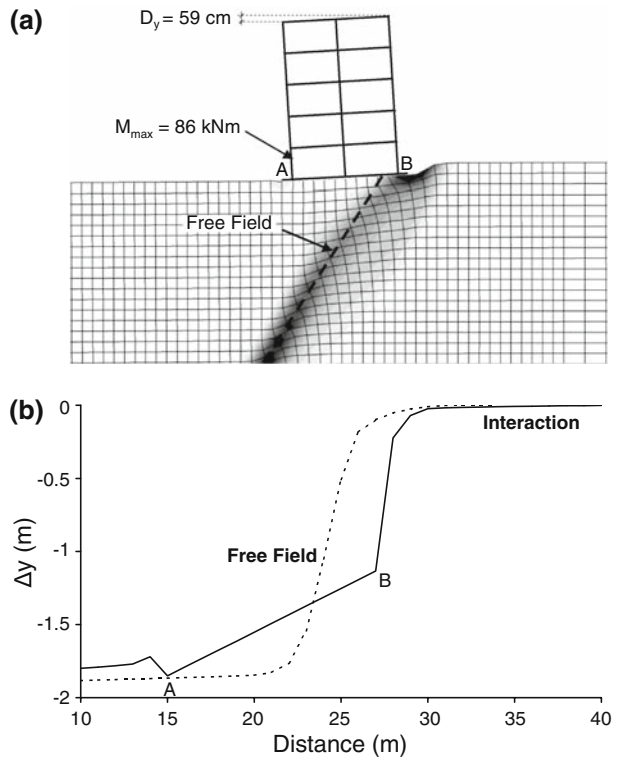 (a)
D_y = 59 cm
M_max = 86 kNm
A
B
Free Field
(b)
0
-0.5
-1
-1.5
-2
Δy (m)
Interaction
Free Field
B
A
10
15
20
25
30
35
40
Distance (m)